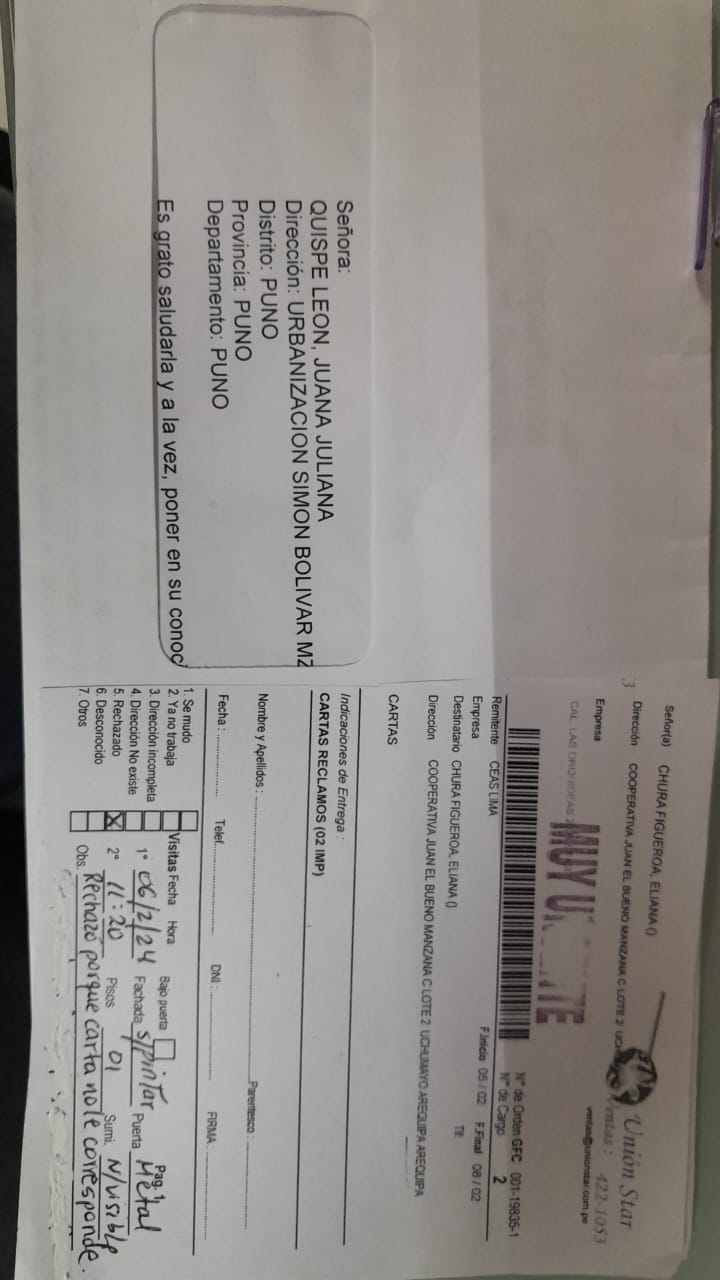 Señora:
QUISPE LEON, JUANA JULIANA
Dirección: URBANIZACION SIMON BOLIVAR MZ
Distrito: PUNO
Provincia: PUNO
Departamento: PUNO
Es grato saludarla y a la vez, poner en su conoc
Unión Star
Ventas: 422-1053
ventas@unionstar.com.pe
Señor(a) CHURA FIGUEROA, ELIANA ()
Dirección COOPERATIVA JUAN EL BUENO MANZANA C LOTE 2
Empresa
CAL. LAS ORQUIDEAS
MUY
N° de Orden GFC 001-19835-1
N° de Cargo 2
Remitente CEAS LIMA
F.Inicio 05 / 02 F.Final 08 / 02
Empresa
Destinatario CHURA FIGUEROA, ELIANA () Tlf:
Dirección COOPERATIVA JUAN EL BUENO MANZANA C LOTE 2 UCHUMAYO AREQUIPA AREQUIPA
CARTAS
Indicaciones de Entrega :
CARTAS RECLAMOS (02 IMP)
Nombre y Apellidos : Parentesco :
Fecha : Telef. DNI : FIRMA :
1. Se mudo
2. Ya no trabaja
3. Dirección incompleta
4. Dirección No existe
5. Rechazado X
6. Desconocido
7. Otros
Visitas Fecha Hora Bajo puerta Pag. 1
1° 06/2/24 Fachada s/pintar Puerta Metal
2° 11:20 Pisos 01 Sumi. N/visible
Obs. Rechazó porque carta no le corresponde.